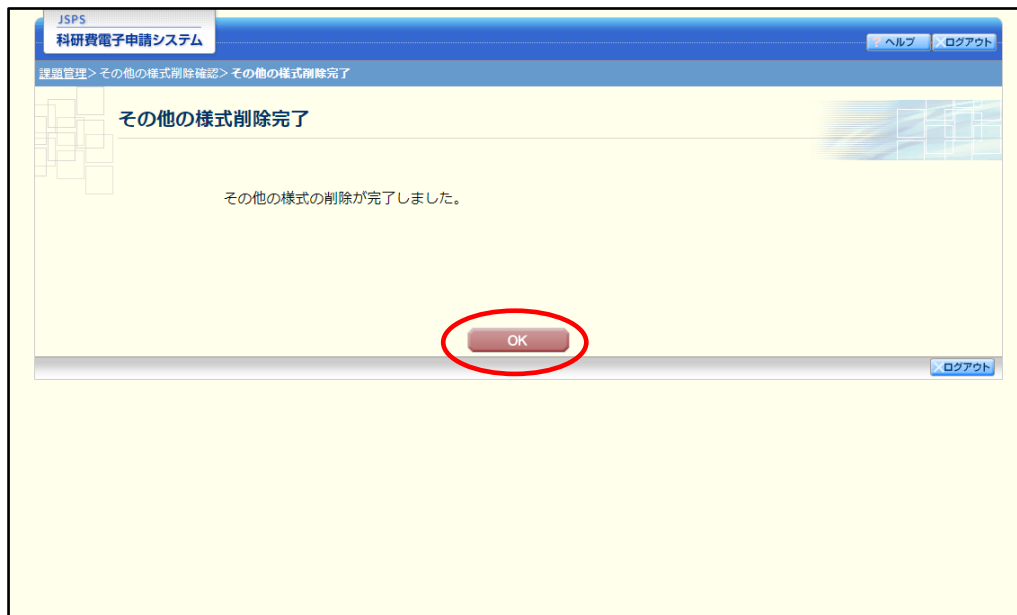 JSPS
科研費電子申請システム
? ヘルプ ×ログアウト
課題管理>その他の様式削除確認>その他の様式削除完了
その他の様式削除完了
その他の様式の削除が完了しました。
OK
×ログアウト